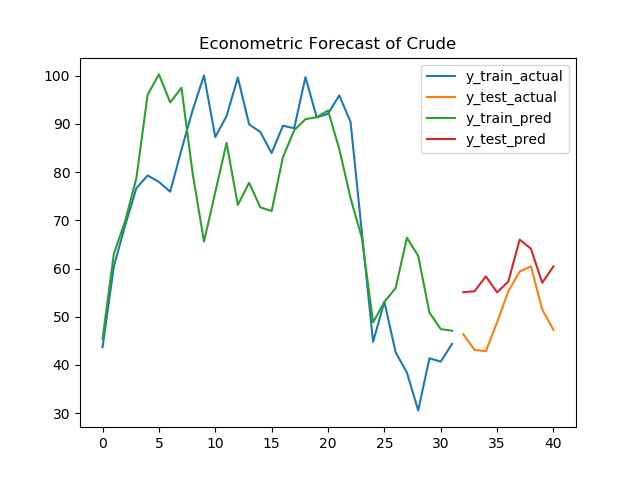 Econometric Forecast of Crude
y_train_actual
y_test_actual
y_train_pred
y_test_pred
100
90
80
70
60
50
40
30
0 5 10 15 20 25 30 35 40